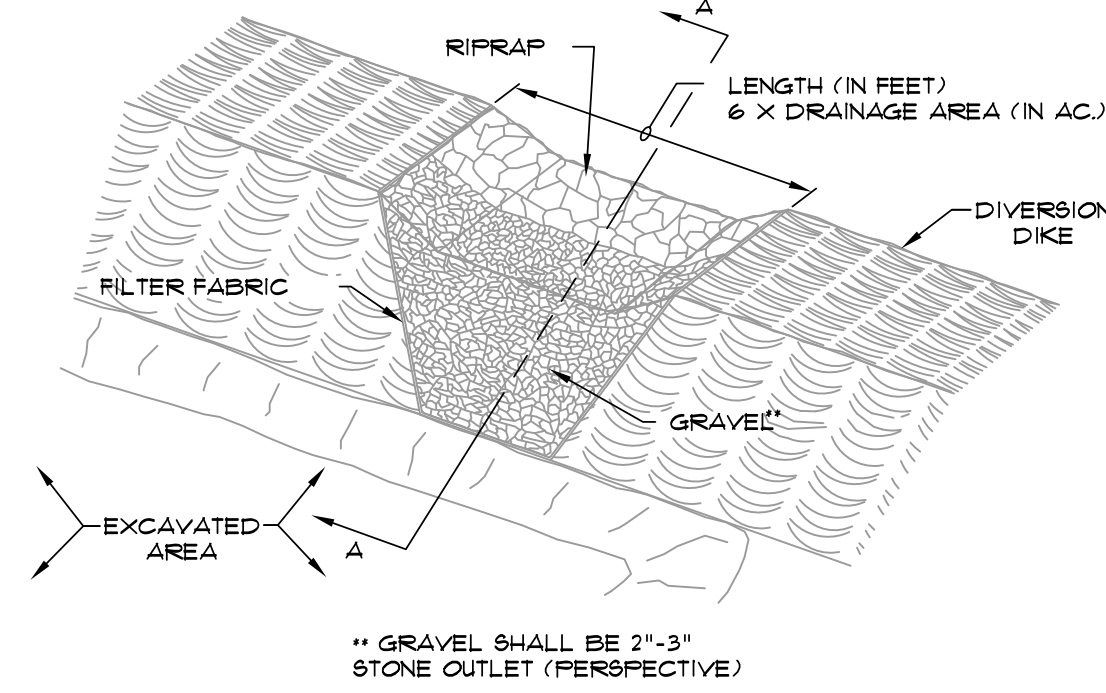 A
RIPRAP
LENGTH (IN FEET)
6 X DRAINAGE AREA (IN AC.)
DIVERSION
DIKE
FILTER FABRIC
GRAVEL**
EXCAVATED
AREA
A
** GRAVEL SHALL BE 2"-3"
STONE OUTLET (PERSPECTIVE)